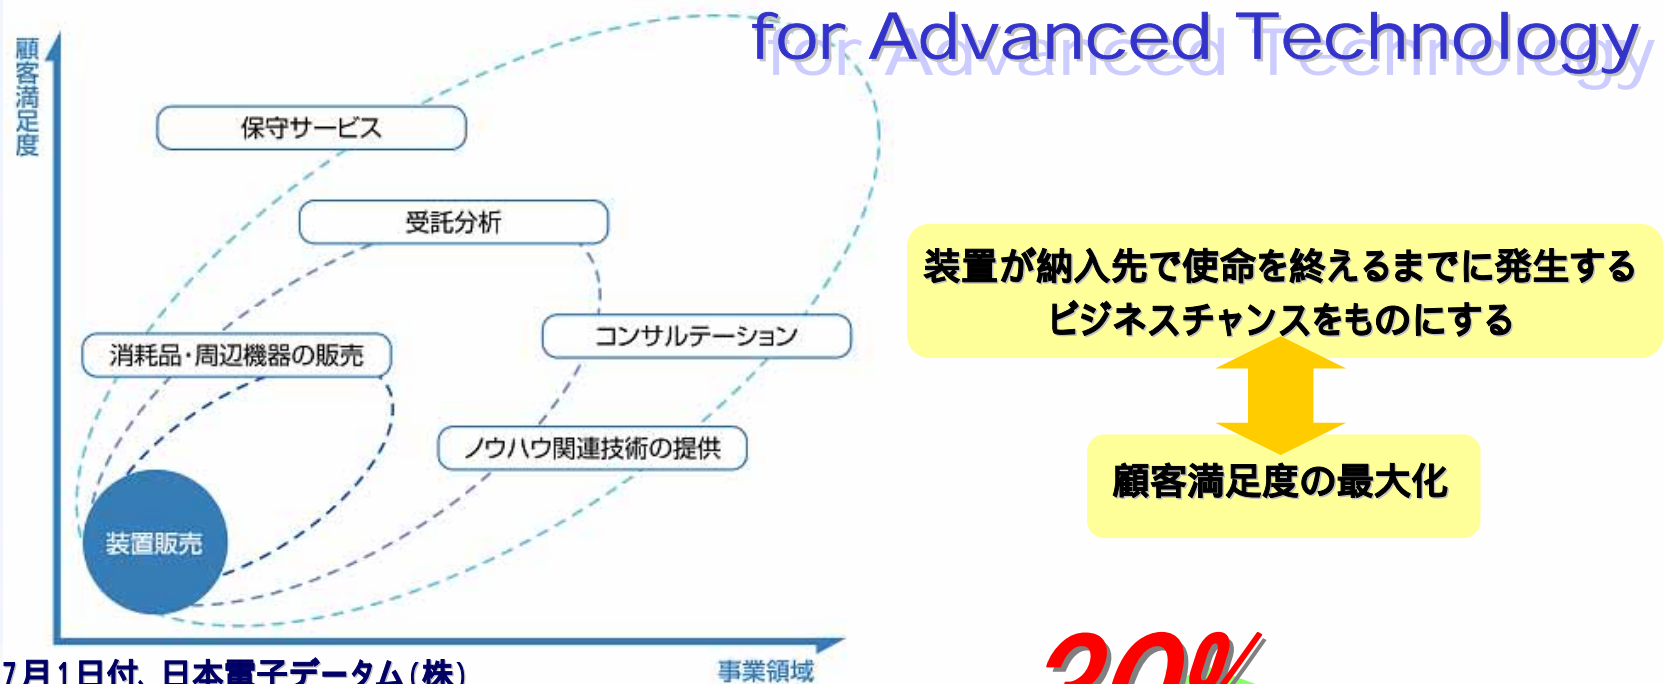 for Advanced Technology
顧客満足度
保守サービス
受託分析
コンサルテーション
消耗品・周辺機器の販売
ノウハウ関連技術の提供
装置販売
事業領域
装置が納入先で使命を終えるまでに発生する
ビジネスチャンスをものにする
顧客満足度の最大化
7月1日付、日本電子データム(株)
30%